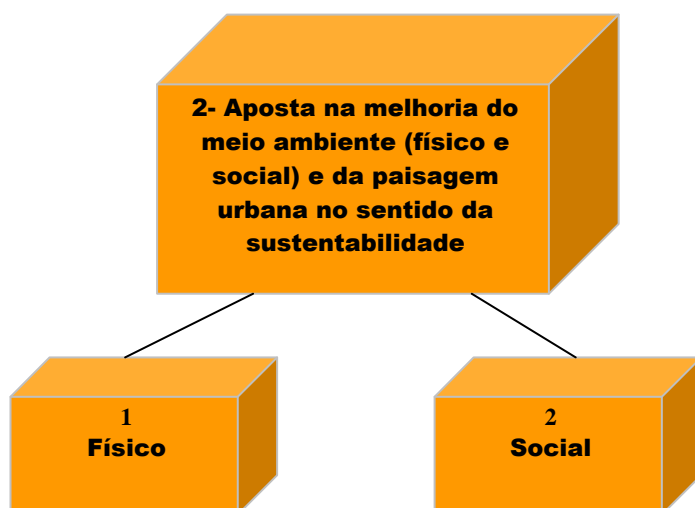 2- Aposta na melhoria do
meio ambiente (físico e
social) e da paisagem
urbana no sentido da
sustentabilidade
1
Físico
2
Social